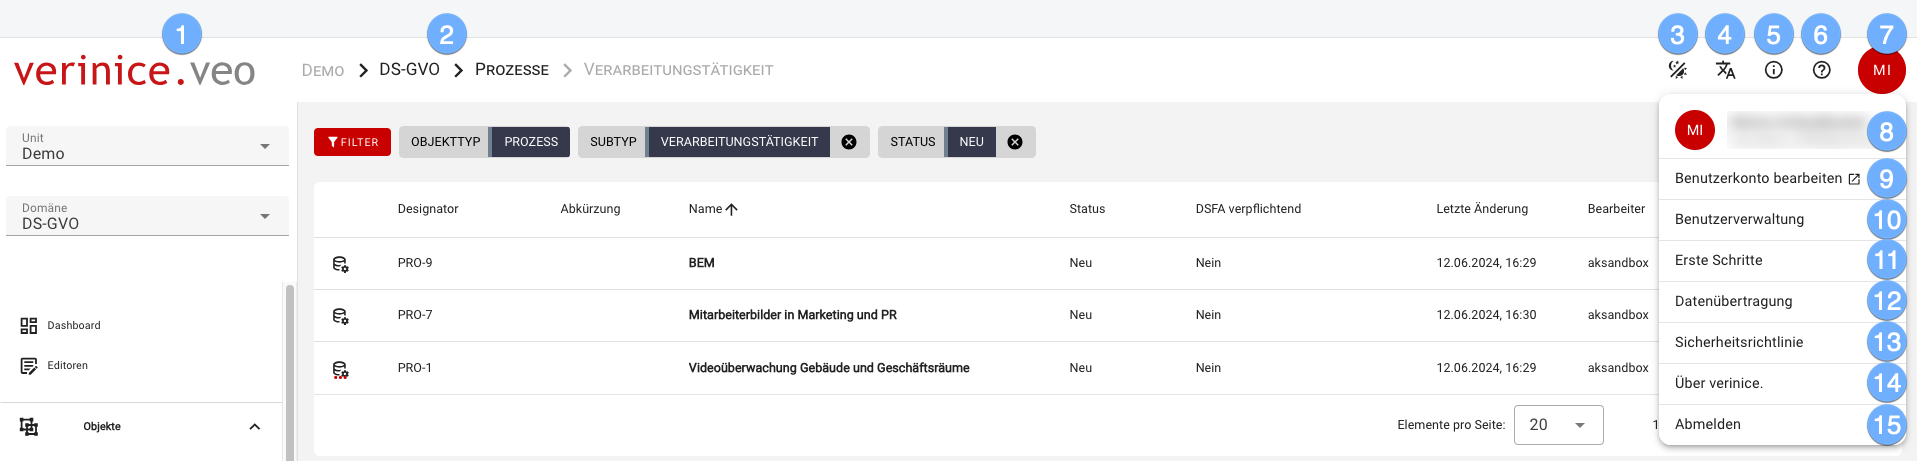 1 2 3 4 5 6 7
verinice.veo DEMO DS-GVO PROZESSE VERARBEITUNGSTÄTIGKEIT MI
MI 8
Unit
Demo
FILTER OBJEKTTYP PROZESS SUBTYP VERARBEITUNGSTÄTIGKEIT STATUS NEU
Benutzerkonto bearbeiten 9
Domäne
DS-GVO
Designator Abkürzung Name Status DSFA verpflichtend Letzte Änderung Bearbeiter
Benutzerverwaltung 10
PRO-9 BEM Neu Nein 12.06.2024, 16:29 aksandbox
Erste Schritte 11
PRO-7 Mitarbeiterbilder in Marketing und PR Neu Nein 12.06.2024, 16:30 aksandbox
Datenübertragung 12
Dashboard
Sicherheitsrichtlinie 13
Editoren
PRO-1 Videoüberwachung Gebäude und Geschäftsräume Neu Nein 12.06.2024, 16:29 aksandbox
Über verinice. 14
Objekte
Elemente pro Seite: 20 1
Abmelden 15